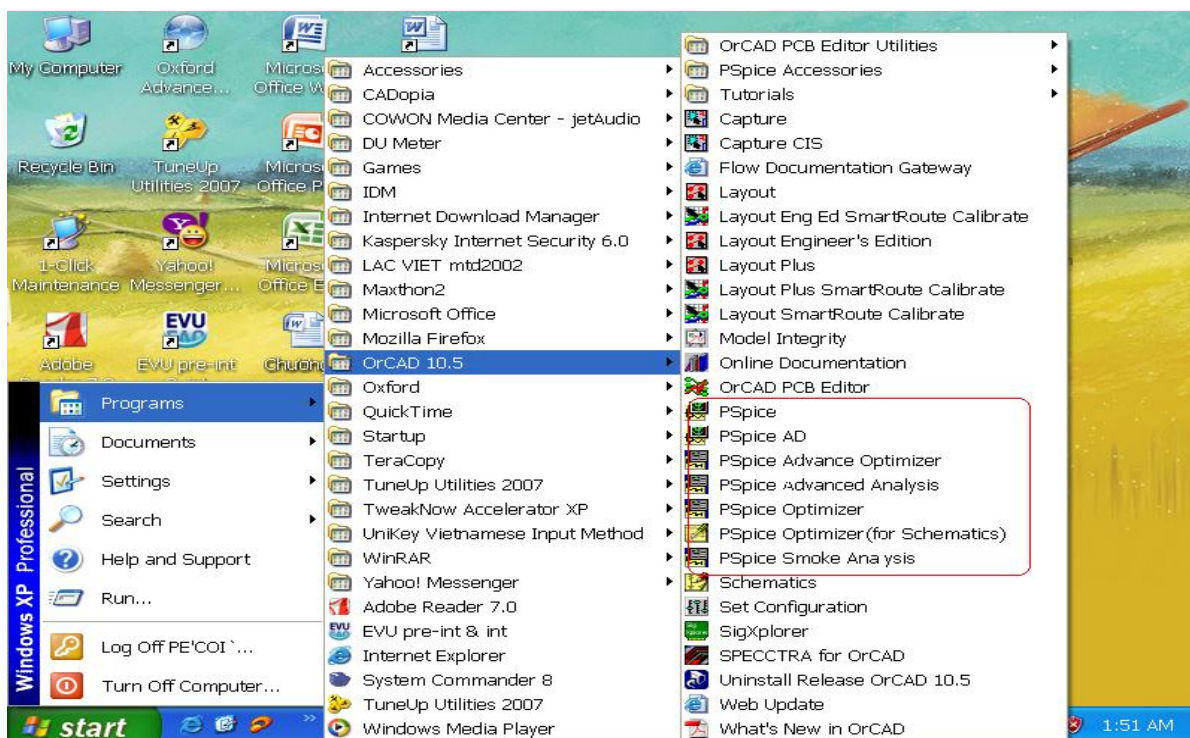 My Computer
Oxford
Advance...
Micros
Office W
Recycle Bin
TuneUp
Utilities 2007
Micros
Office P
1-Click
Maintenance
Yahoo!
Messenger...
Micros
Office E
Adobe
EVU pre-int
Chươn
Programs
Documents
Settings
Search
Help and Support
Run...
Log Off PE'COI `...
Turn Off Computer...
Windows XP Professional
Accessories
CADopia
COWON Media Center - jetAudio
DU Meter
Games
IDM
Internet Download Manager
Kaspersky Internet Security 6.0
LAC VIET mtd2002
Maxthon2
Microsoft Office
Mozilla Firefox
OrCAD 10.5
Oxford
QuickTime
Startup
TeraCopy
TuneUp Utilities 2007
TweakNow Accelerator XP
UniKey Vietnamese Input Method
WinRAR
Yahoo! Messenger
Adobe Reader 7.0
EVU pre-int & int
Internet Explorer
System Commander 8
TuneUp Utilities 2007
Windows Media Player
OrCAD PCB Editor Utilities
PSpice Accessories
Tutorials
Capture
Capture CIS
Flow Documentation Gateway
Layout
Layout Eng Ed SmartRoute Calibrate
Layout Engineer's Edition
Layout Plus
Layout Plus SmartRoute Calibrate
Layout SmartRoute Calibrate
Model Integrity
Online Documentation
OrCAD PCB Editor
PSpice
PSpice AD
PSpice Advance Optimizer
PSpice Advanced Analysis
PSpice Optimizer
PSpice Optimizer(for Schematics)
PSpice Smoke Analysis
Schematics
Set Configuration
SigXplorer
SPECCTRA for OrCAD
Uninstall Release OrCAD 10.5
Web Update
What's New in OrCAD
start
1:51 AM